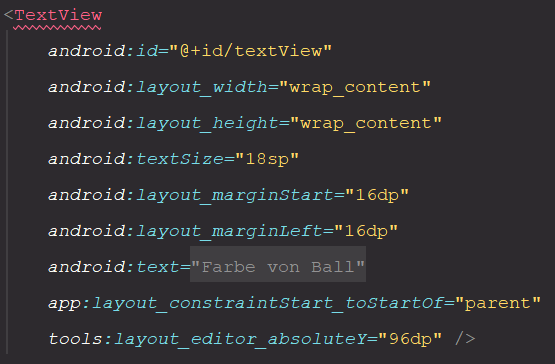 <TextView
android:id="@+id/textView"
android:layout_width="wrap_content"
android:layout_height="wrap_content"
android:textSize="18sp"
android:layout_marginStart="16dp"
android:layout_marginLeft="16dp"
android:text="Farbe von Ball"
app:layout_constraintStart_toStartOf="parent"
tools:layout_editor_absoluteY="96dp" />